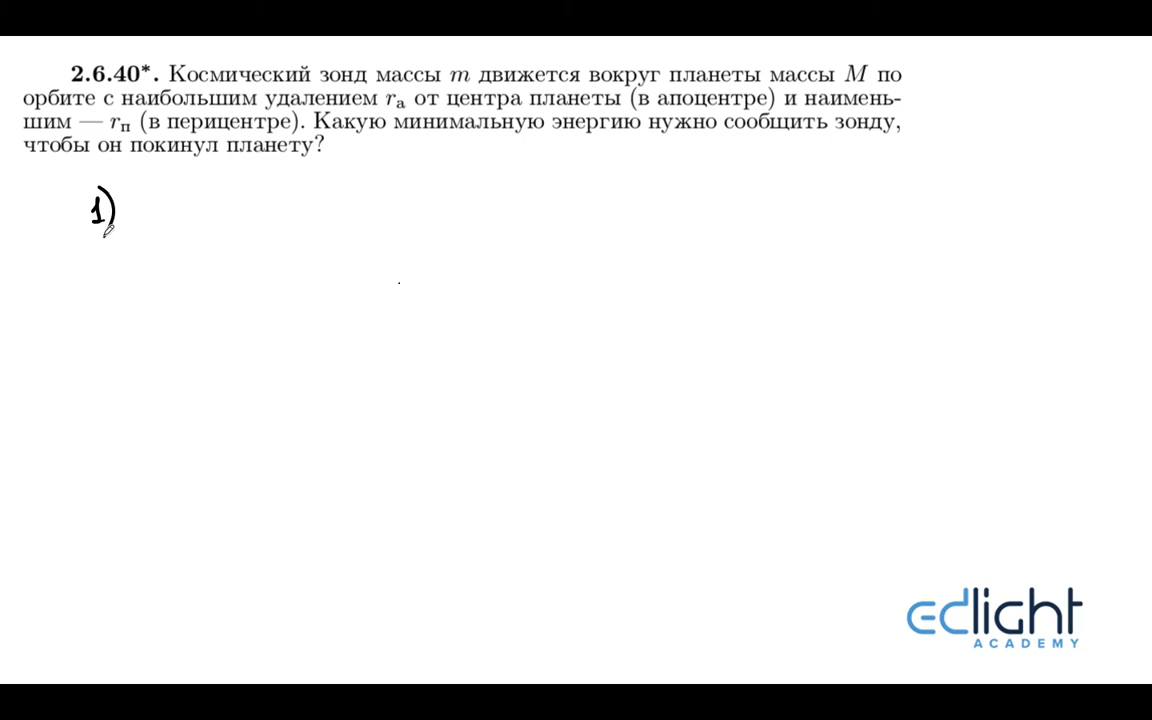 2.6.40*. Космический зонд массы m движется вокруг планеты массы M по
орбите с наибольшим удалением rа от центра планеты (в апоцентре) и наимень-
шим — rп (в перицентре). Какую минимальную энергию нужно сообщить зонду,
чтобы он покинул планету?
1)
edlight
ACADEMY